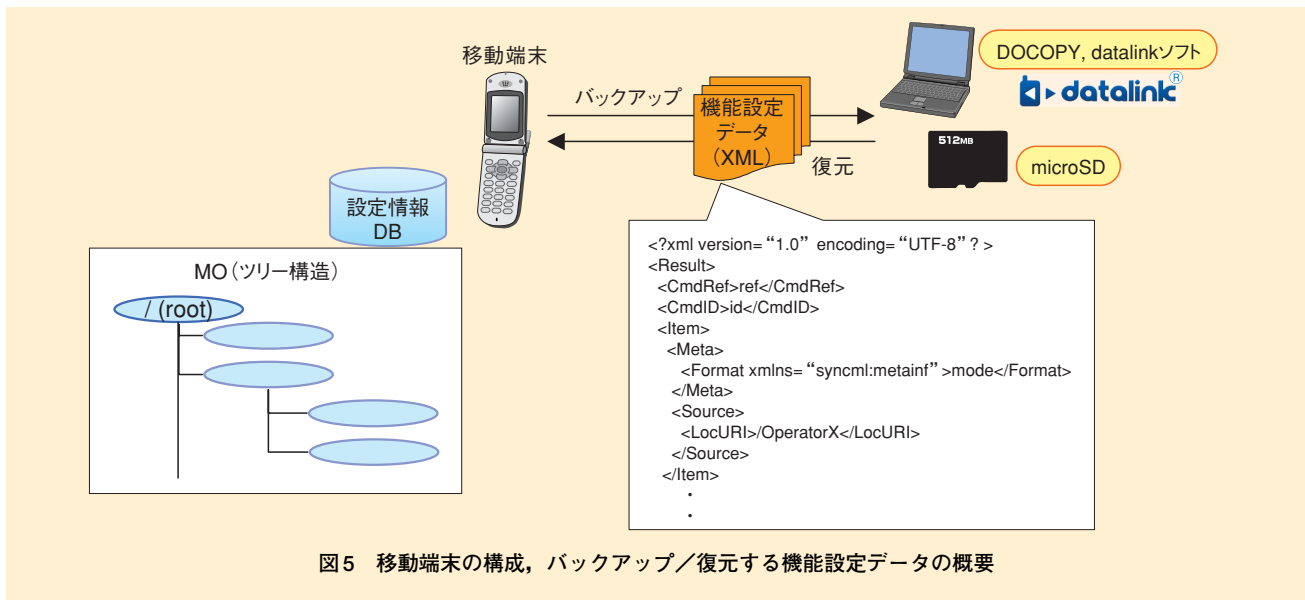 移動端末
バックアップ
機能設定
データ
(XML)
復元
DOCOPY, datalinkソフト
datalink®
512MB
microSD
設定情報
DB
MO(ツリー構造)
/ (root)
<?xml version= “1.0” encoding= “UTF-8” ? >
<Result>
<CmdRef>ref</CmdRef>
<CmdID>id</CmdID>
<Item>
<Meta>
<Format xmlns= “syncml:metainf” >mode</Format>
</Meta>
<Source>
<LocURI>/OperatorX</LocURI>
</Source>
</Item>
・
・
図5 移動端末の構成，バックアップ／復元する機能設定データの概要